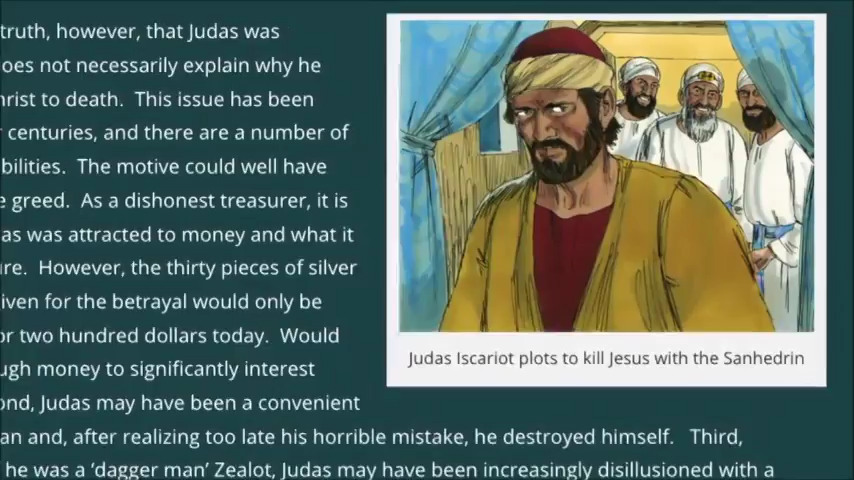 truth, however, that Judas was
oes not necessarily explain why he
hrist to death. This issue has been
centuries, and there are a number of
bilities. The motive could well have
e greed. As a dishonest treasurer, it is
as was attracted to money and what it
ure. However, the thirty pieces of silver
iven for the betrayal would only be
or two hundred dollars today. Would
ugh money to significantly interest
ond, Judas may have been a convenient
an and, after realizing too late his horrible mistake, he destroyed himself. Third,
he was a ‘dagger man’ Zealot, Judas may have been increasingly disillusioned with a
Judas Iscariot plots to kill Jesus with the Sanhedrin